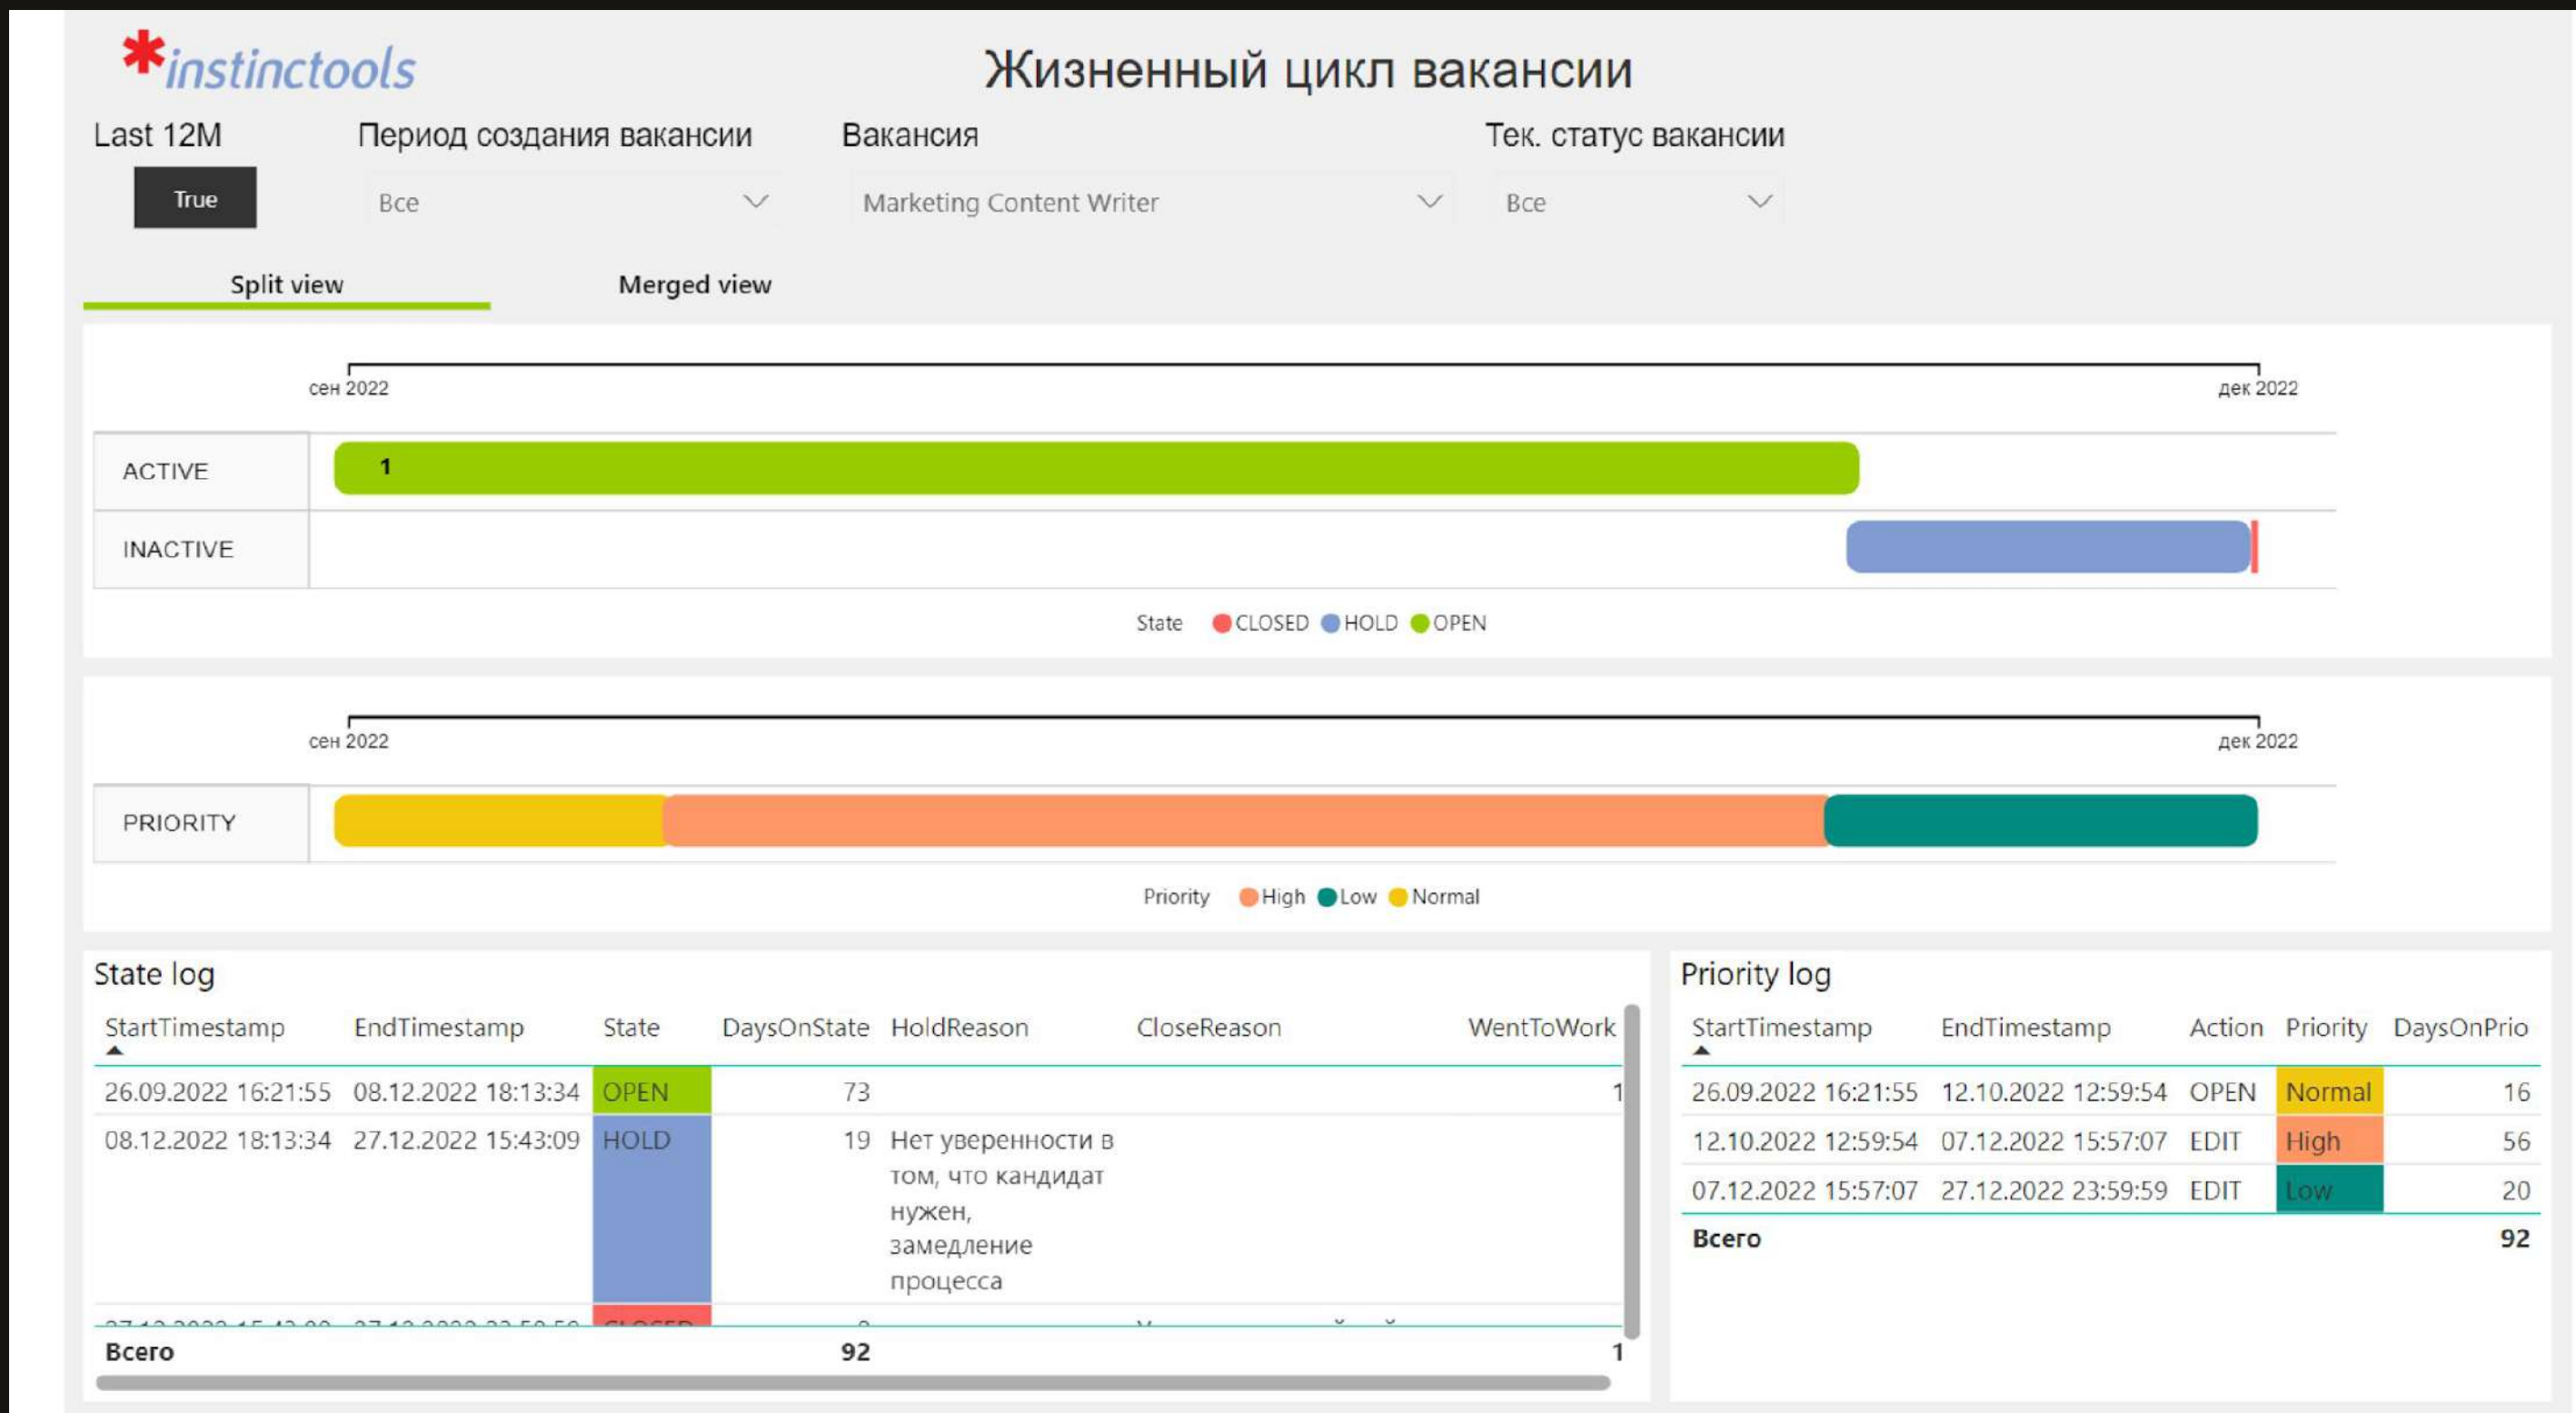 *instinctools
Жизненный цикл вакансии
Last 12M Период создания вакансии Вакансия Тек. статус вакансии
True Все Marketing Content Writer Все
Split view Merged view
сен 2022 дек 2022
ACTIVE 1
INACTIVE
State CLOSED HOLD OPEN
сен 2022 дек 2022
PRIORITY
Priority High Low Normal
State log
StartTimestamp EndTimestamp State DaysOnState HoldReason CloseReason WentToWork
26.09.2022 16:21:55 08.12.2022 18:13:34 OPEN 73 1
08.12.2022 18:13:34 27.12.2022 15:43:09 HOLD 19 Нет уверенности в
том, что кандидат
нужен,
замедление
процесса
Всего 92 1
Priority log
StartTimestamp EndTimestamp Action Priority DaysOnPrio
26.09.2022 16:21:55 12.10.2022 12:59:54 OPEN Normal 16
12.10.2022 12:59:54 07.12.2022 15:57:07 EDIT High 56
07.12.2022 15:57:07 27.12.2022 23:59:59 EDIT Low 20
Всего 92